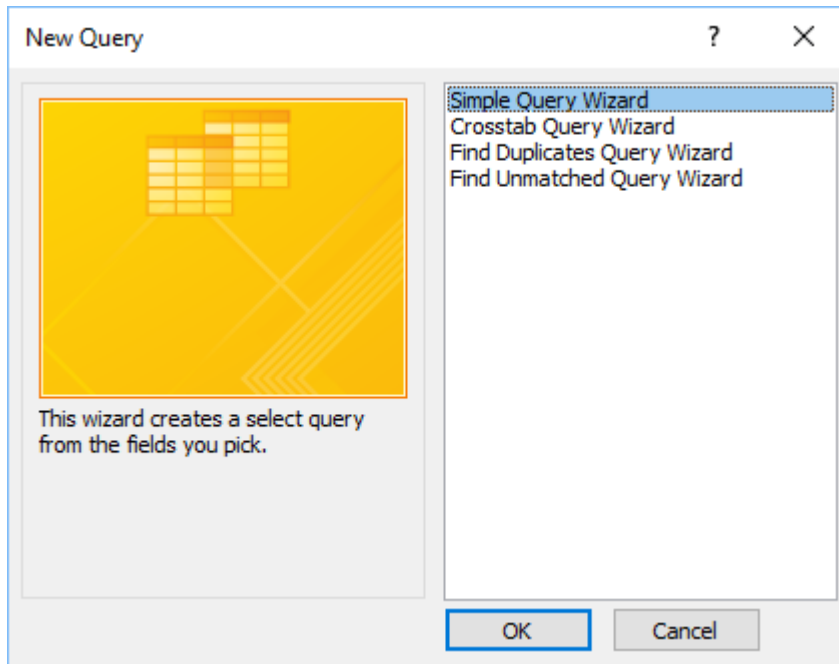 New Query
?
Simple Query Wizard
Crosstab Query Wizard
Find Duplicates Query Wizard
Find Unmatched Query Wizard
This wizard creates a select query
from the fields you pick.
OK
Cancel